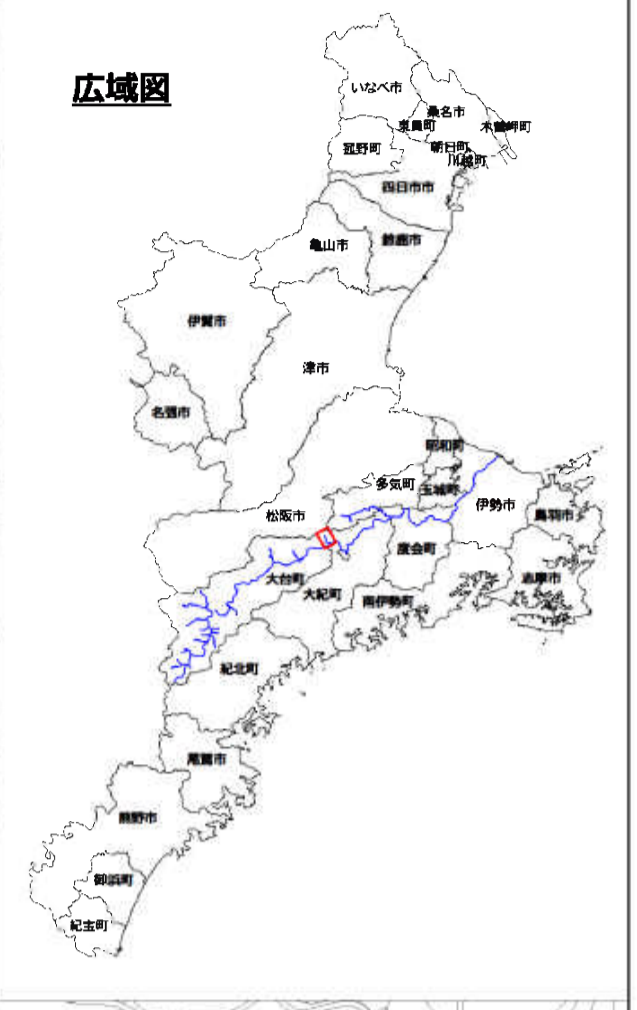 広域図
いなべ市
桑名市
東員町
木曽岬町
菰野町
朝日町
川越町
四日市市
亀山市
鈴鹿市
伊賀市
津市
名張市
明和町
多気町
玉城町
伊勢市
松阪市
鳥羽市
度会町
大台町
志摩市
大紀町
南伊勢町
紀北町
尾鷲市
熊野市
御浜町
紀宝町